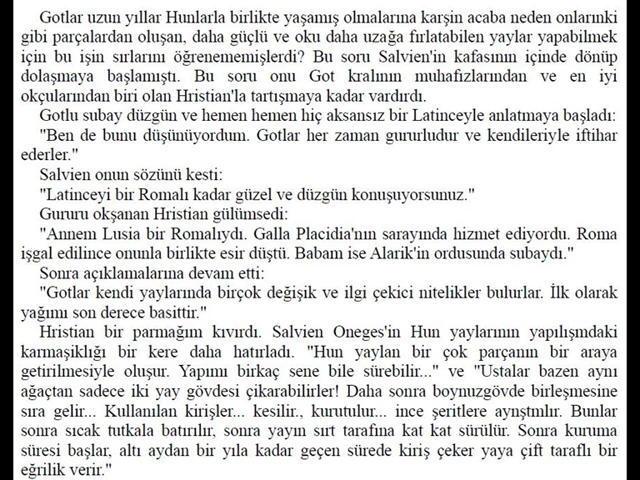 Gotlar uzun yıllar Hunlarla birlikte yaşamış olmalarına karşin acaba neden onlarınki
gibi parçalardan oluşan, daha güçlü ve oku daha uzağa fırlatabilen yaylar yapabilmek
için bu işin sırlarını öğrenememişlerdi? Bu soru Salvien'in kafasının içinde dönüp
dolaşmaya başlamıştı. Bu soru onu Got kralının muhafızlarından ve en iyi
okçularından biri olan Hristian'la tartışmaya kadar vardırdı.
Gotlu subay düzgün ve hemen hemen hiç aksansız bir Latinceyle anlatmaya başladı:
"Ben de bunu düşünüyordum. Gotlar her zaman gururludur ve kendileriyle iftihar
ederler."
Salvien onun sözünü kesti:
"Latinceyi bir Romalı kadar güzel ve düzgün konuşuyorsunuz."
Gururu okşanan Hristian gülümsedi:
"Annem Lusia bir Romalıydı. Galla Placidia'nın sarayında hizmet ediyordu. Roma
işgal edilince onunla birlikte esir düştü. Babam ise Alarik'in ordusunda subaydı."
Sonra açıklamalarına devam etti:
"Gotlar kendi yaylarında birçok değişik ve ilgi çekici nitelikler bulurlar. İlk olarak
yağımı son derece basittir."
Hristian bir parmağım kıvırdı. Salvien Oneges'in Hun yaylarının yapılışmdaki
karmaşiklığı bir kere daha hatırladı. "Hun yaylan bir çok parçanın bir araya
getirilmesiyle oluşur. Yapımı birkaç sene bile sürebilir..." ve "Ustalar bazen aynı
ağaçtan sadece iki yay gövdesi çıkarabilirler! Daha sonra boynuzgövde birleşmesine
sıra gelir... Kullanılan kirişler... kesilir., kurutulur... ince şeritlere aynştmlır. Bunlar
sonra sıcak tutkala batırılır, sonra yayın sırt tarafına kat kat sürülür. Sonra kuruma
süresi başlar, altı aydan bir yıla kadar geçen sürede kiriş çeker yaya çift taraflı bir
eğrilik verir."